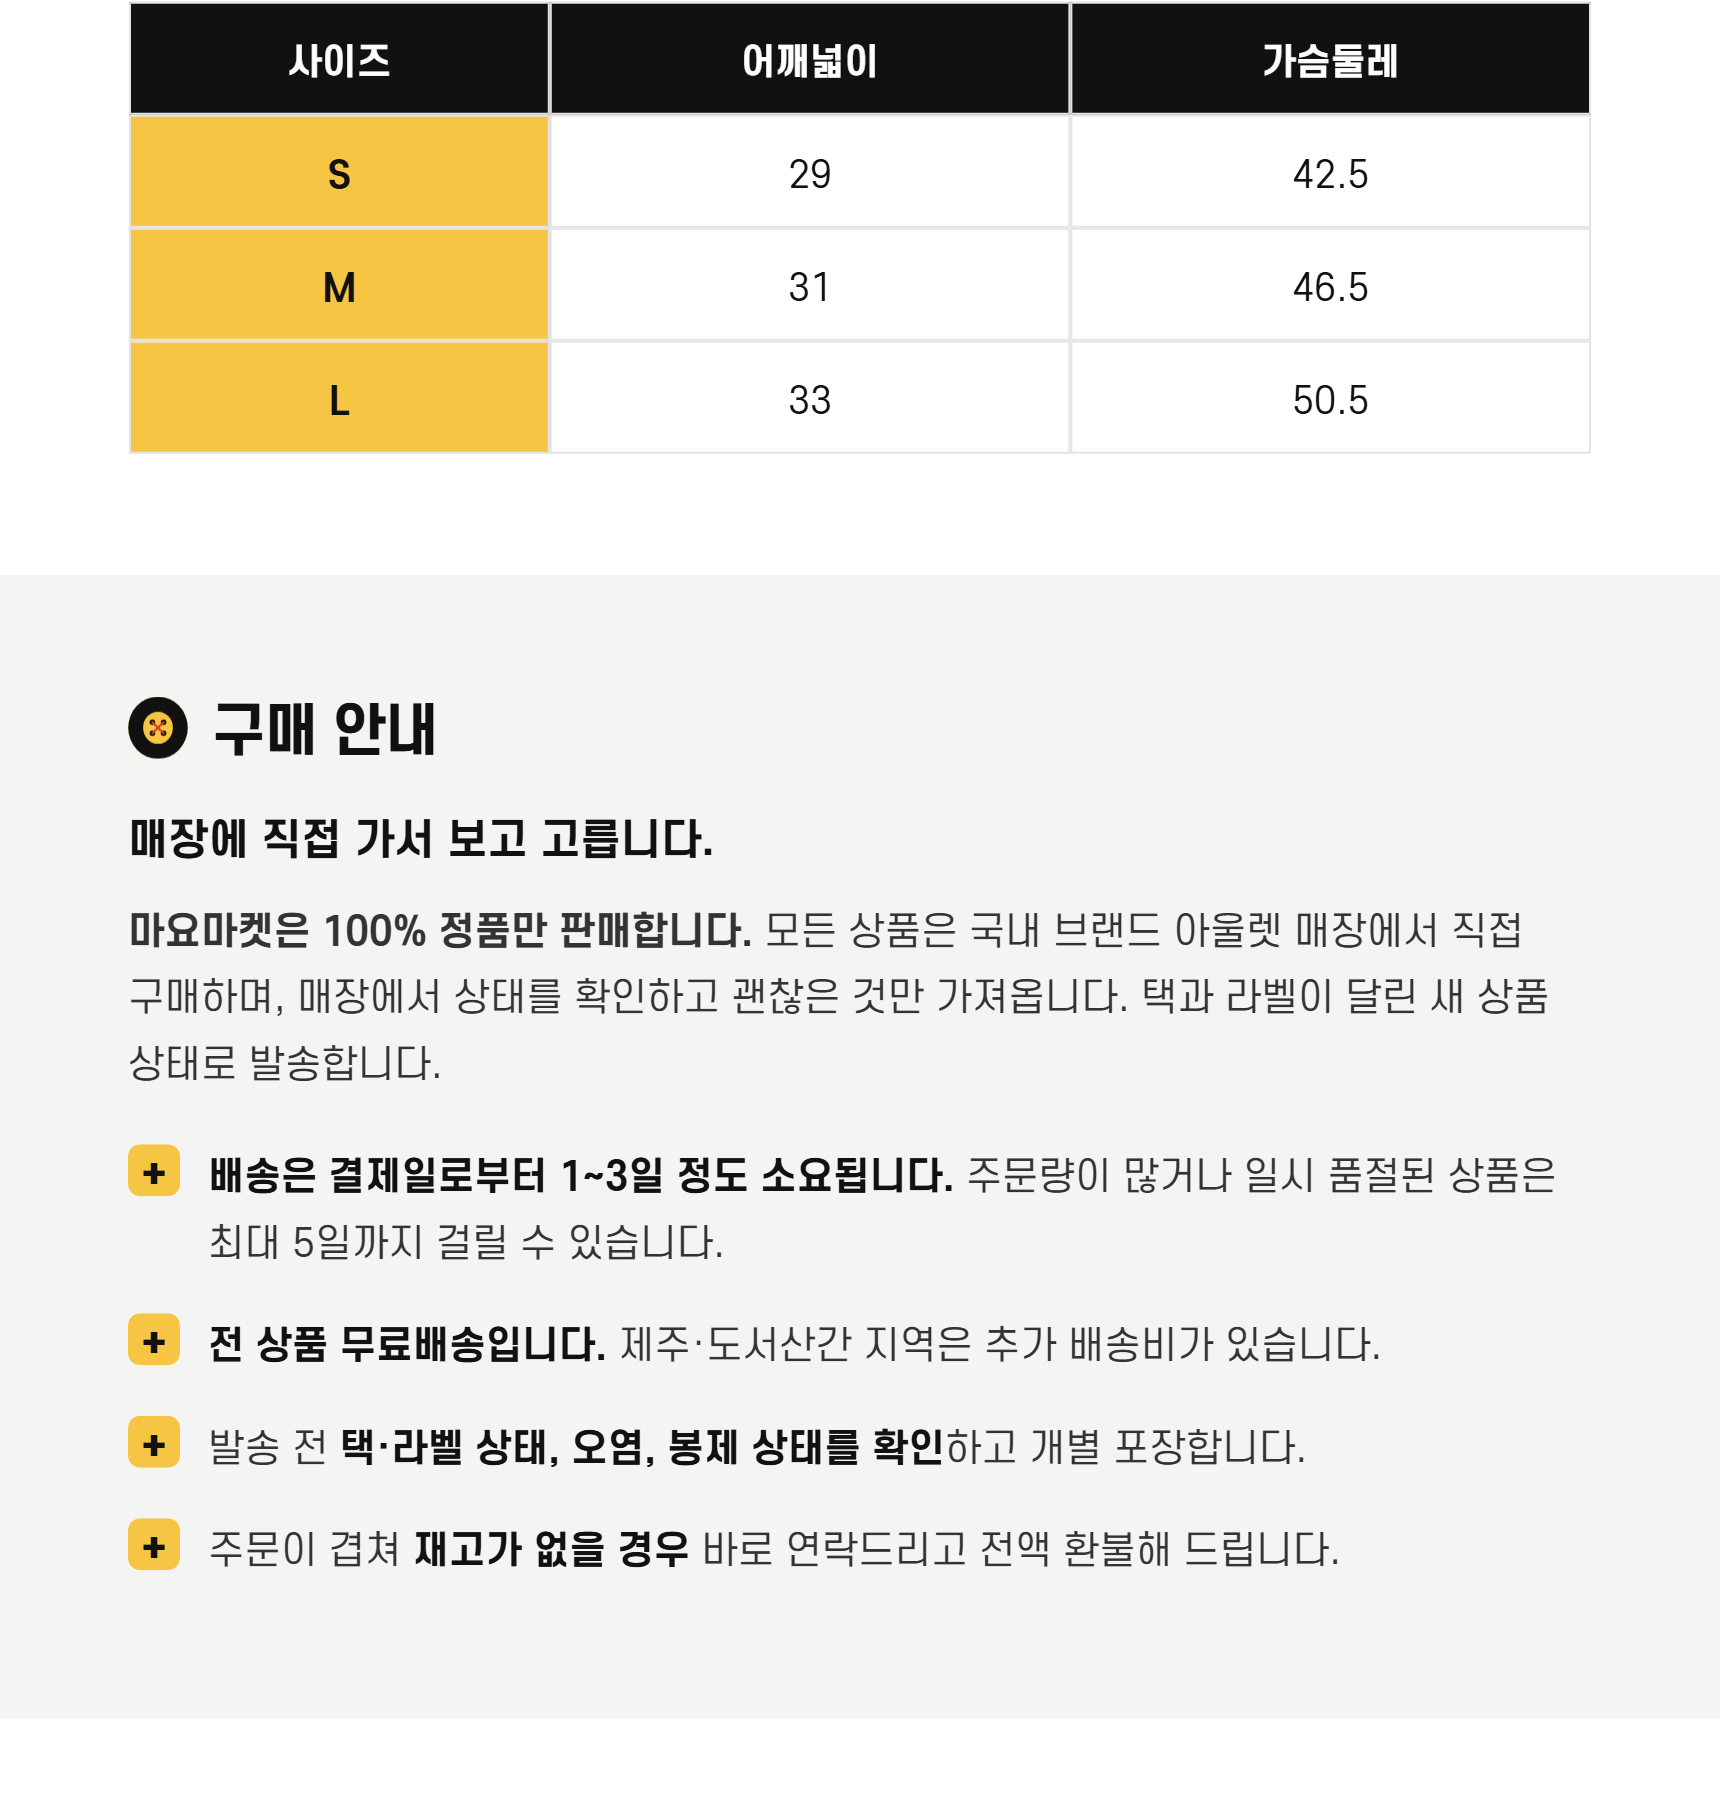 사이즈 어깨넓이 가슴둘레
S 29 42.5
M 31 46.5
L 33 50.5
구매 안내
매장에 직접 가서 보고 고릅니다.
마요마켓은 100% 정품만 판매합니다. 모든 상품은 국내 브랜드 아울렛 매장에서 직접
구매하며, 매장에서 상태를 확인하고 괜찮은 것만 가져옵니다. 택과 라벨이 달린 새 상품
상태로 발송합니다.
+ 배송은 결제일로부터 1~3일 정도 소요됩니다. 주문량이 많거나 일시 품절된 상품은
최대 5일까지 걸릴 수 있습니다.
+ 전 상품 무료배송입니다. 제주·도서산간 지역은 추가 배송비가 있습니다.
+ 발송 전 택·라벨 상태, 오염, 봉제 상태를 확인하고 개별 포장합니다.
+ 주문이 겹쳐 재고가 없을 경우 바로 연락드리고 전액 환불해 드립니다.